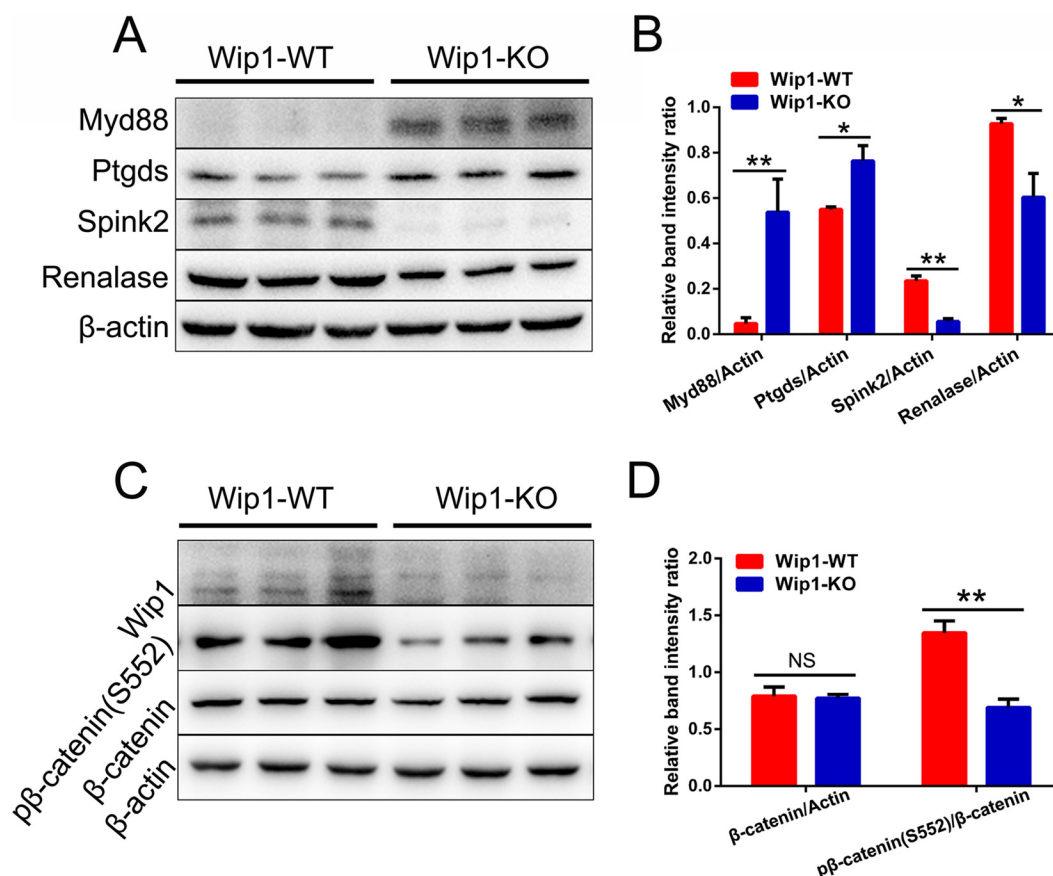 A
Wip1-WT Wip1-KO
Myd88
Ptgds
Spink2
Renalase
β-actin
B
Wip1-WT
Wip1-KO
Relative band intensity ratio
1.0
0.8
0.6
0.4
0.2
0.0
**
*
**
*
Myd88/Actin
Ptgds/Actin
Spink2/Actin
Renalase/Actin
C
Wip1-WT Wip1-KO
Wip1
pβ-catenin(S552)
β-catenin
β-actin
D
Wip1-WT
Wip1-KO
Relative band intensity ratio
2.0
1.5
1.0
0.5
0.0
NS
**
β-catenin/Actin
pβ-catenin(S552)/β-catenin